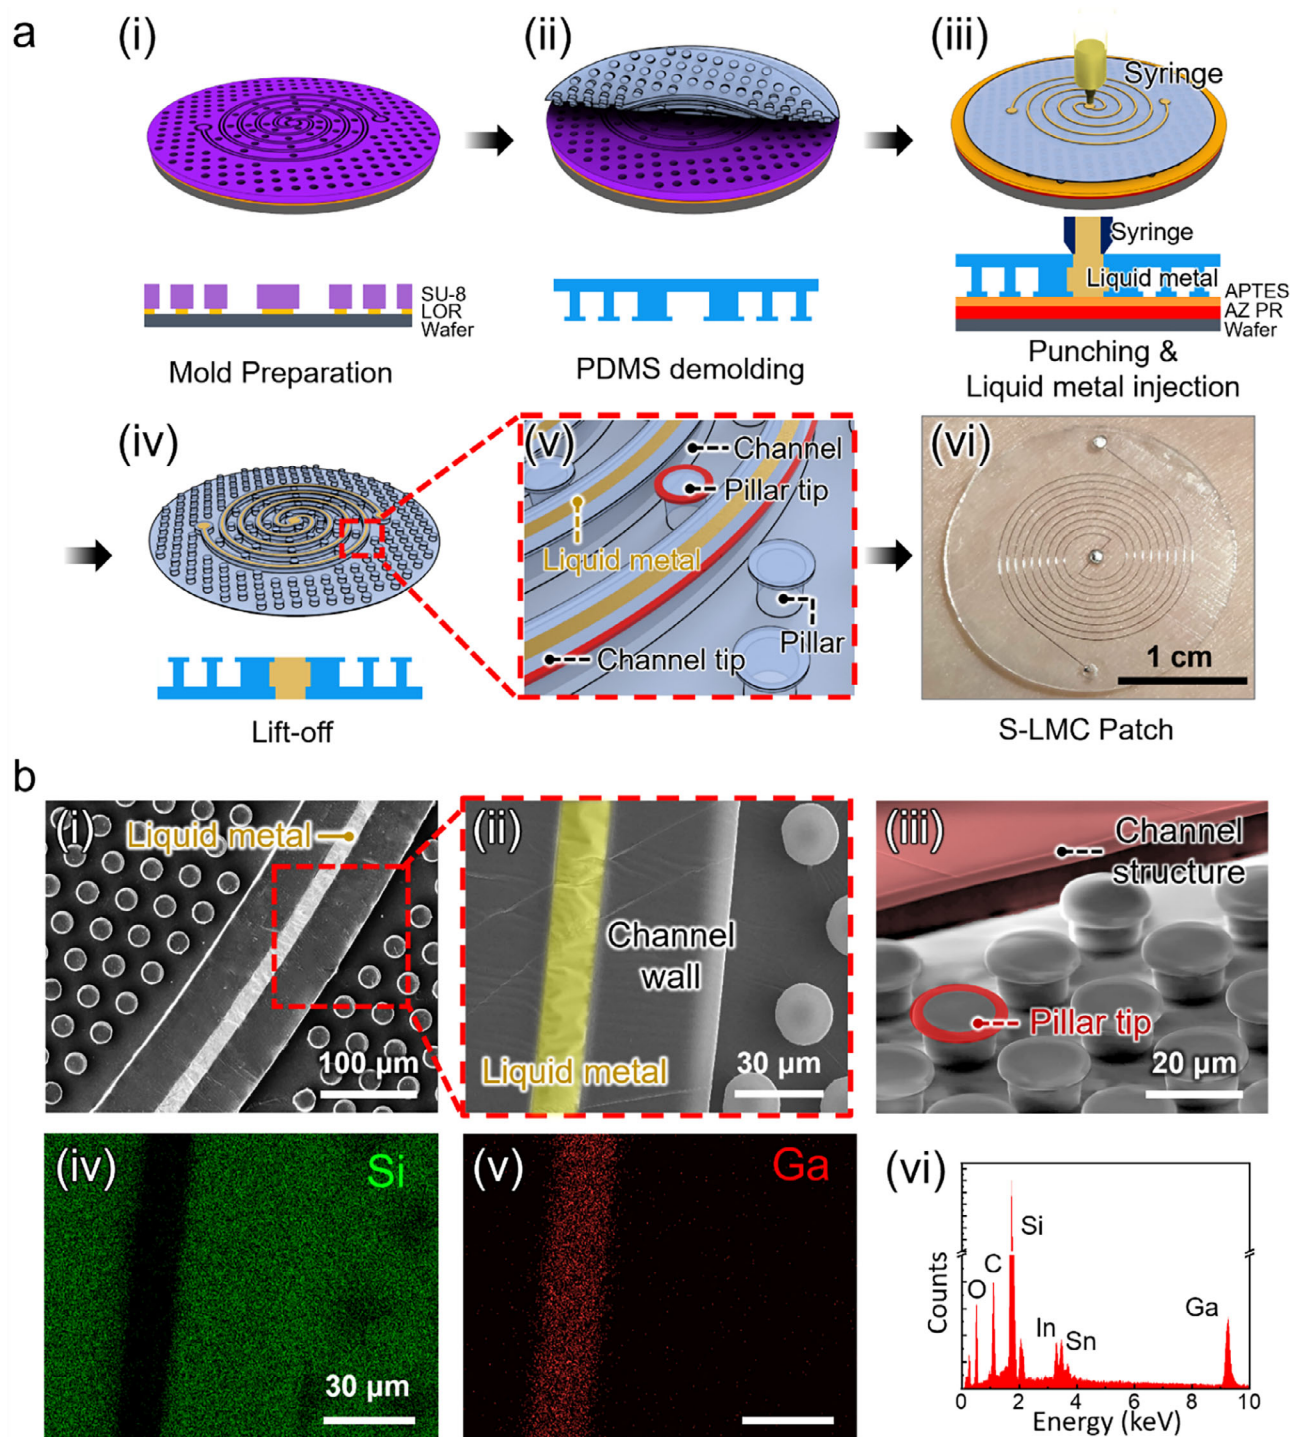 a
(i)
(ii)
(iii)
Syringe
SU-8
LOR
Wafer
Mold Preparation
PDMS demolding
Syringe
Liquid metal
APTES
AZ PR
Wafer
Punching &
Liquid metal injection
(iv)
Lift-off
(v)
Channel
Pillar tip
Liquid metal
Pillar
Channel tip
(vi)
1 cm
S-LMC Patch
b
(i)
Liquid metal
100 µm
(ii)
Channel
wall
Liquid metal
30 µm
(iii)
Channel
structure
Pillar tip
20 µm
(iv)
Si
30 µm
(v)
Ga
(vi)
Counts
O
C
Si
In
Sn
Ga
0 2 4 6 8 10
Energy (keV)